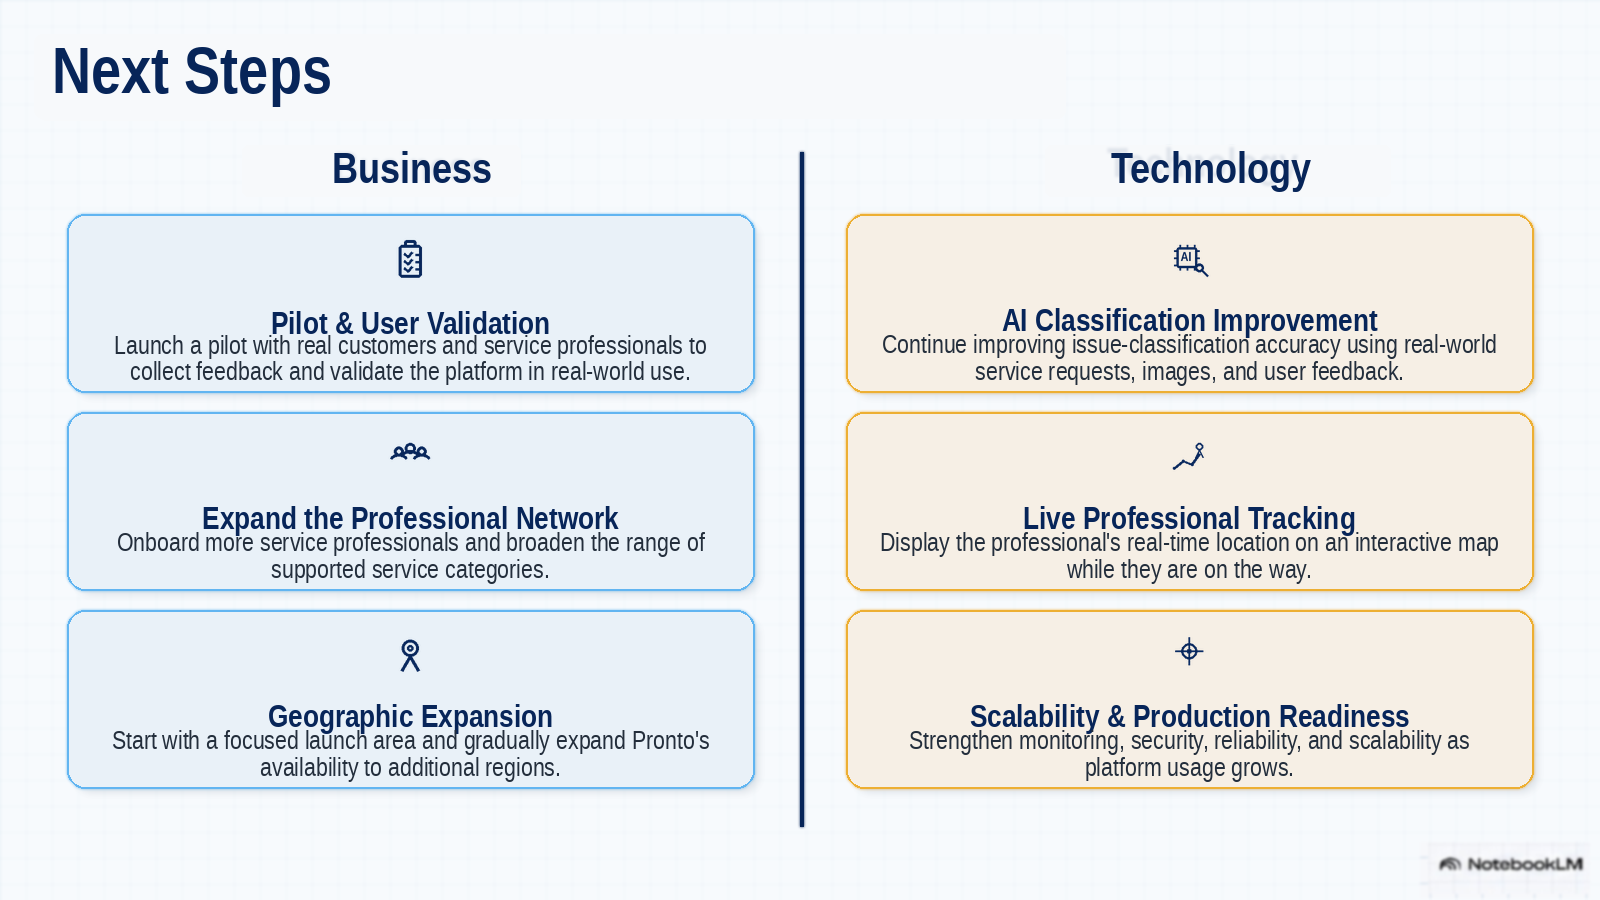 Next Steps
Business
Pilot & User Validation
Launch a pilot with real customers and service professionals to
collect feedback and validate the platform in real-world use.
Expand the Professional Network
Onboard more service professionals and broaden the range of
supported service categories.
Geographic Expansion
Start with a focused launch area and gradually expand Pronto's
availability to additional regions.
Technology
AI
AI Classification Improvement
Continue improving issue-classification accuracy using real-world
service requests, images, and user feedback.
Live Professional Tracking
Display the professional's real-time location on an interactive map
while they are on the way.
Scalability & Production Readiness
Strengthen monitoring, security, reliability, and scalability as
platform usage grows.
NotebookLM